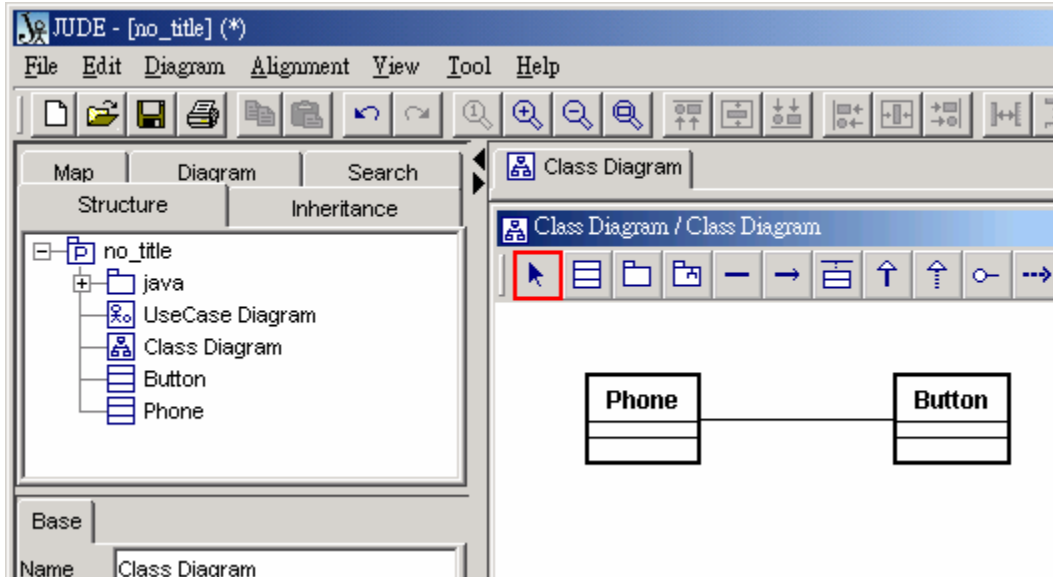 JUDE - [no_title] (*)
File Edit Diagram Alignment View Tool Help
Map Diagram Search
Structure Inheritance
no_title
java
UseCase Diagram
Class Diagram
Button
Phone
Base
Name Class Diagram
Class Diagram
Class Diagram / Class Diagram
Phone Button